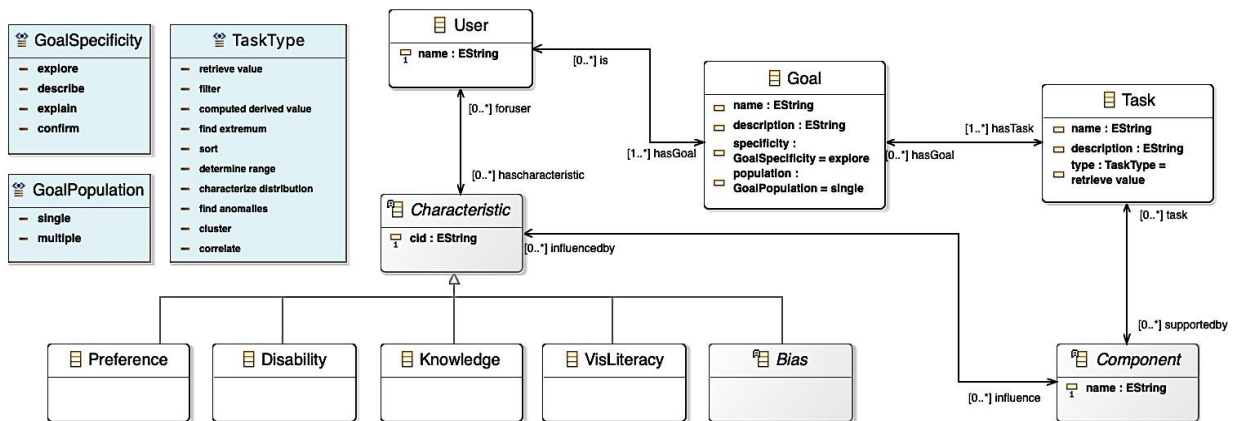 GoalSpecificity
explore
describe
explain
confirm
GoalPopulation
single
multiple
TaskType
retrieve value
filter
computed derived value
find extremum
sort
determine range
characterize distribution
find anomalies
cluster
correlate
User
name : EString
[0..*] is
[0..*] foruser
[1..*] hasGoal
[0..*] hascharacteristic
Goal
name : EString
description : EString
specificity :
GoalSpecificity = explore
population :
GoalPopulation = single
[1..*] hasTask
[0..*] hasGoal
Task
name : EString
description : EString
type : TaskType =
retrieve value
[0..*] task
Characteristic
cid : EString
[0..*] influencedby
[0..*] supportedby
Preference
Disability
Knowledge
VisLiteracy
Bias
Component
name : EString
[0..*] influence